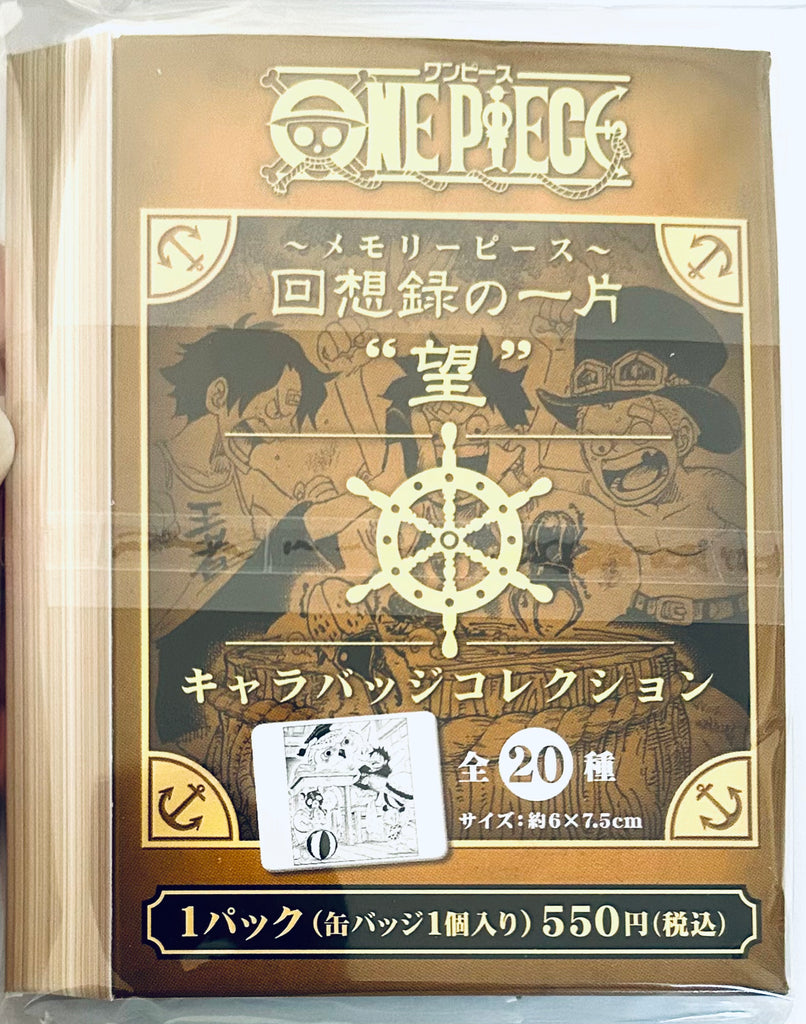 ワンピース
ONE PIECE
～メモリーピース～
回想録の一片
“望”
王者
キャラバッジコレクション
全20種
サイズ：約6×7.5cm
1パック（缶バッジ1個入り）550円（税込）